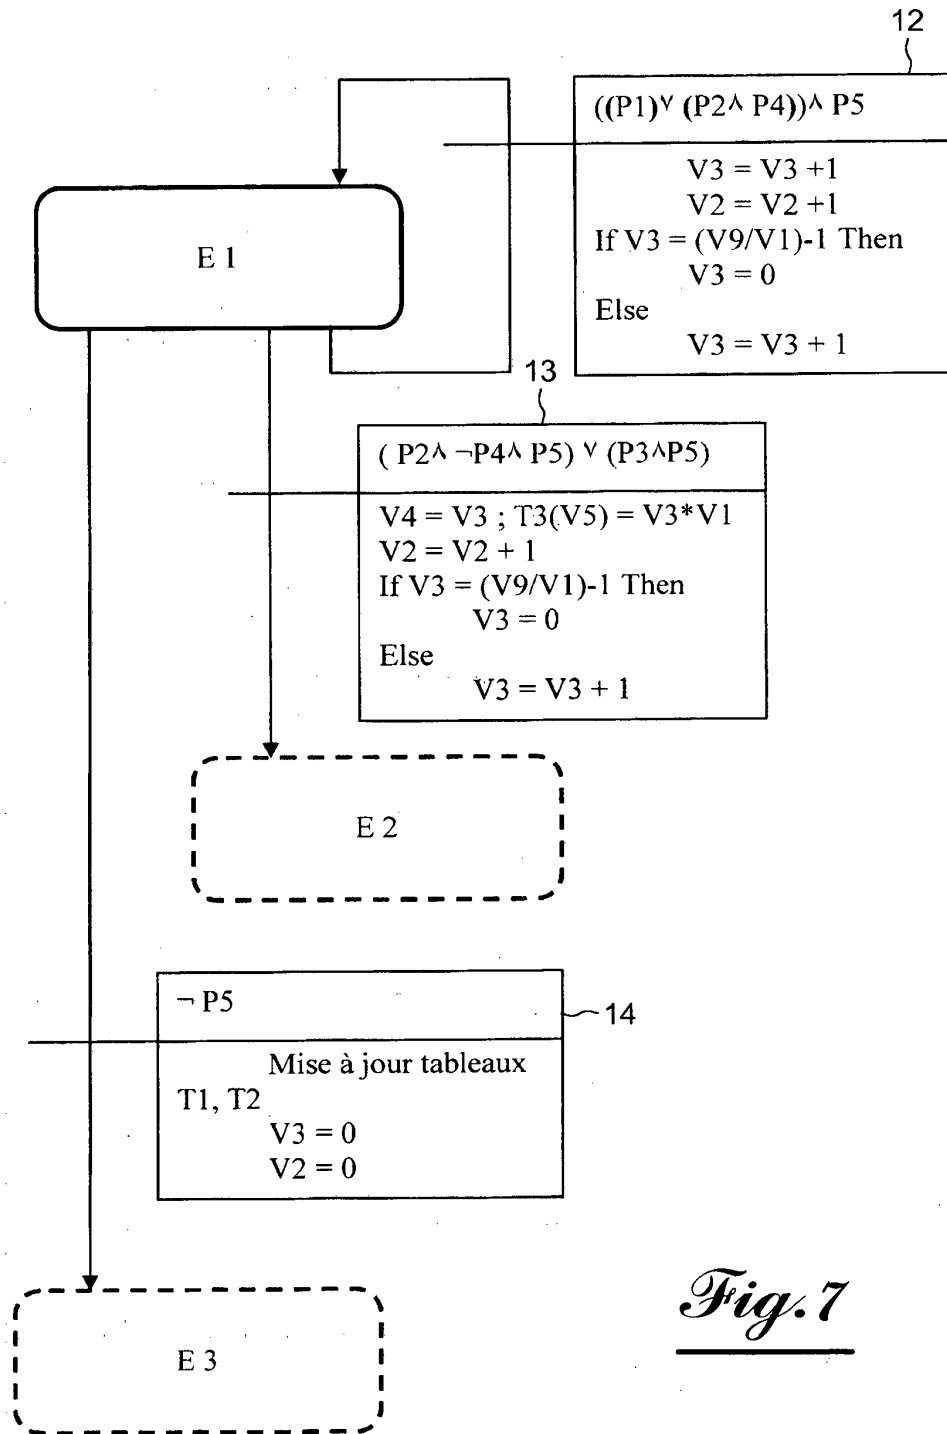 12
((P1)˅ (P2˄ P4))˄ P5
V3 = V3 +1
V2 = V2 +1
If V3 = (V9/V1)-1 Then
V3 = 0
Else
V3 = V3 + 1
E 1
13
( P2˄ ¬P4˄ P5) ˅ (P3˄P5)
V4 = V3 ; T3(V5) = V3*V1
V2 = V2 + 1
If V3 = (V9/V1)-1 Then
V3 = 0
Else
V3 = V3 + 1
E 2
¬ P5
14
Mise à jour tableaux
T1, T2
V3 = 0
V2 = 0
E 3
Fig.7